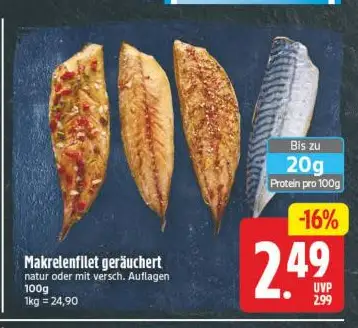 Bis zu
20g
Protein pro 100g
-16%
Makrelenfilet geräuchert
natur oder mit versch. Auflagen
100g
1kg = 24,90
2.49
UVP
2.99